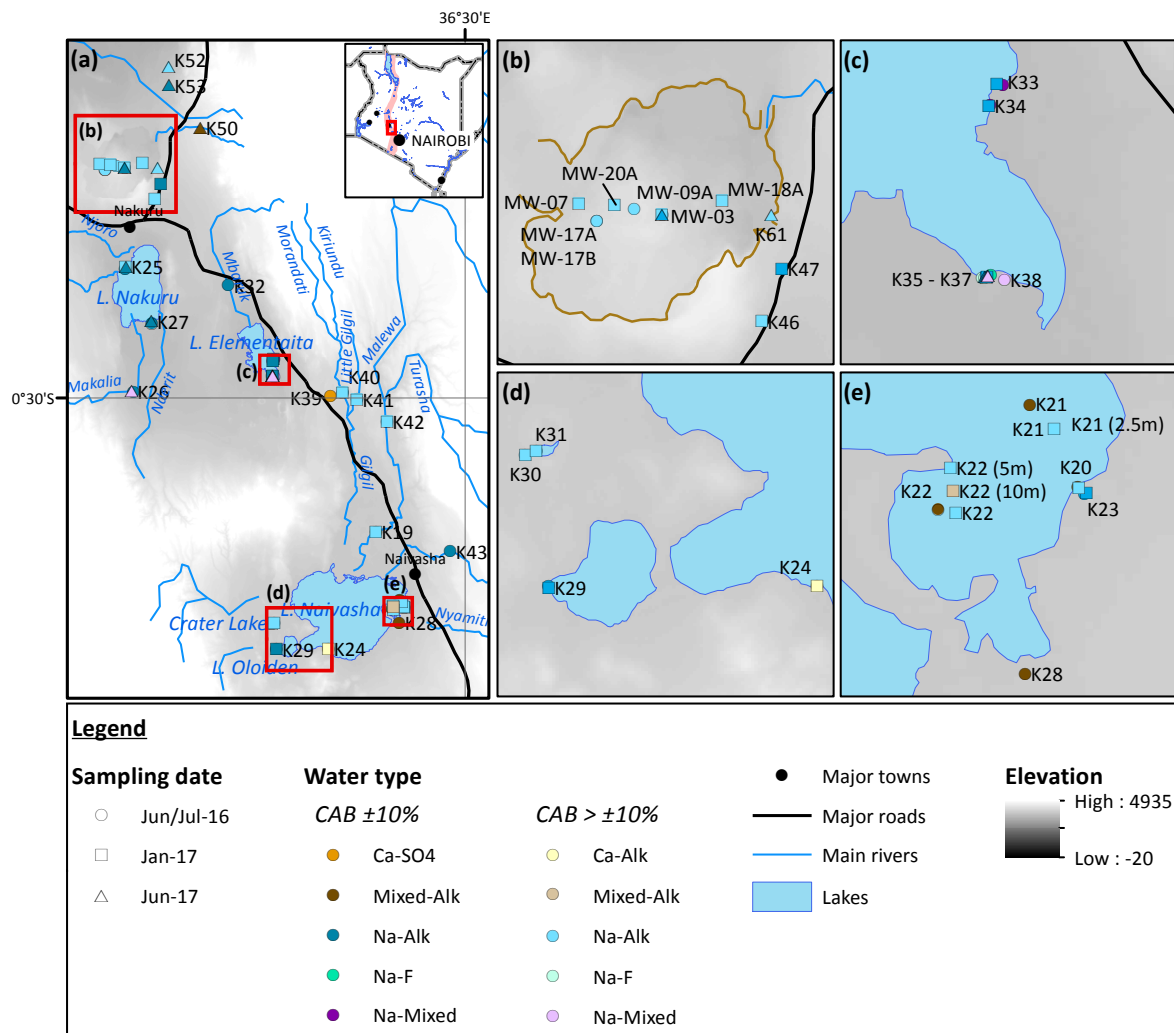 36°30'E
(a)
K52
K53
(b)
K50
NAIROBI
Nakuru
Njoro
K25
L. Nakuru
K27
Mbaruk
K32
Morandati
Kiriundu
L. Elementaita
(c)
Little Gilgil
Malewa
Turasha
K40
K39
K41
K42
Makalia
K26
Naarit
0°30'S
Gilgil
K19
Naivasha
K43
(d)
(e)
L. Naivasha
Crater Lake
K28
Nyamithi
K29
K24
L. Oloiden
(b)
MW-20A
MW-07
MW-09A
MW-18A
MW-03
MW-17A
MW-17B
K61
K47
K46
(c)
K33
K34
K35 - K37
K38
(d)
K31
K30
K29
K24
(e)
K21
K21
K21 (2.5m)
K22 (5m)
K20
K22
K22 (10m)
K23
K22
K28
Legend
Sampling date
Jun/Jul-16
Jan-17
Jun-17
Water type
CAB ±10%
Ca-SO4
Mixed-Alk
Na-Alk
Na-F
Na-Mixed
CAB > ±10%
Ca-Alk
Mixed-Alk
Na-Alk
Na-F
Na-Mixed
Major towns
Major roads
Main rivers
Lakes
Elevation
High : 4935
Low : -20